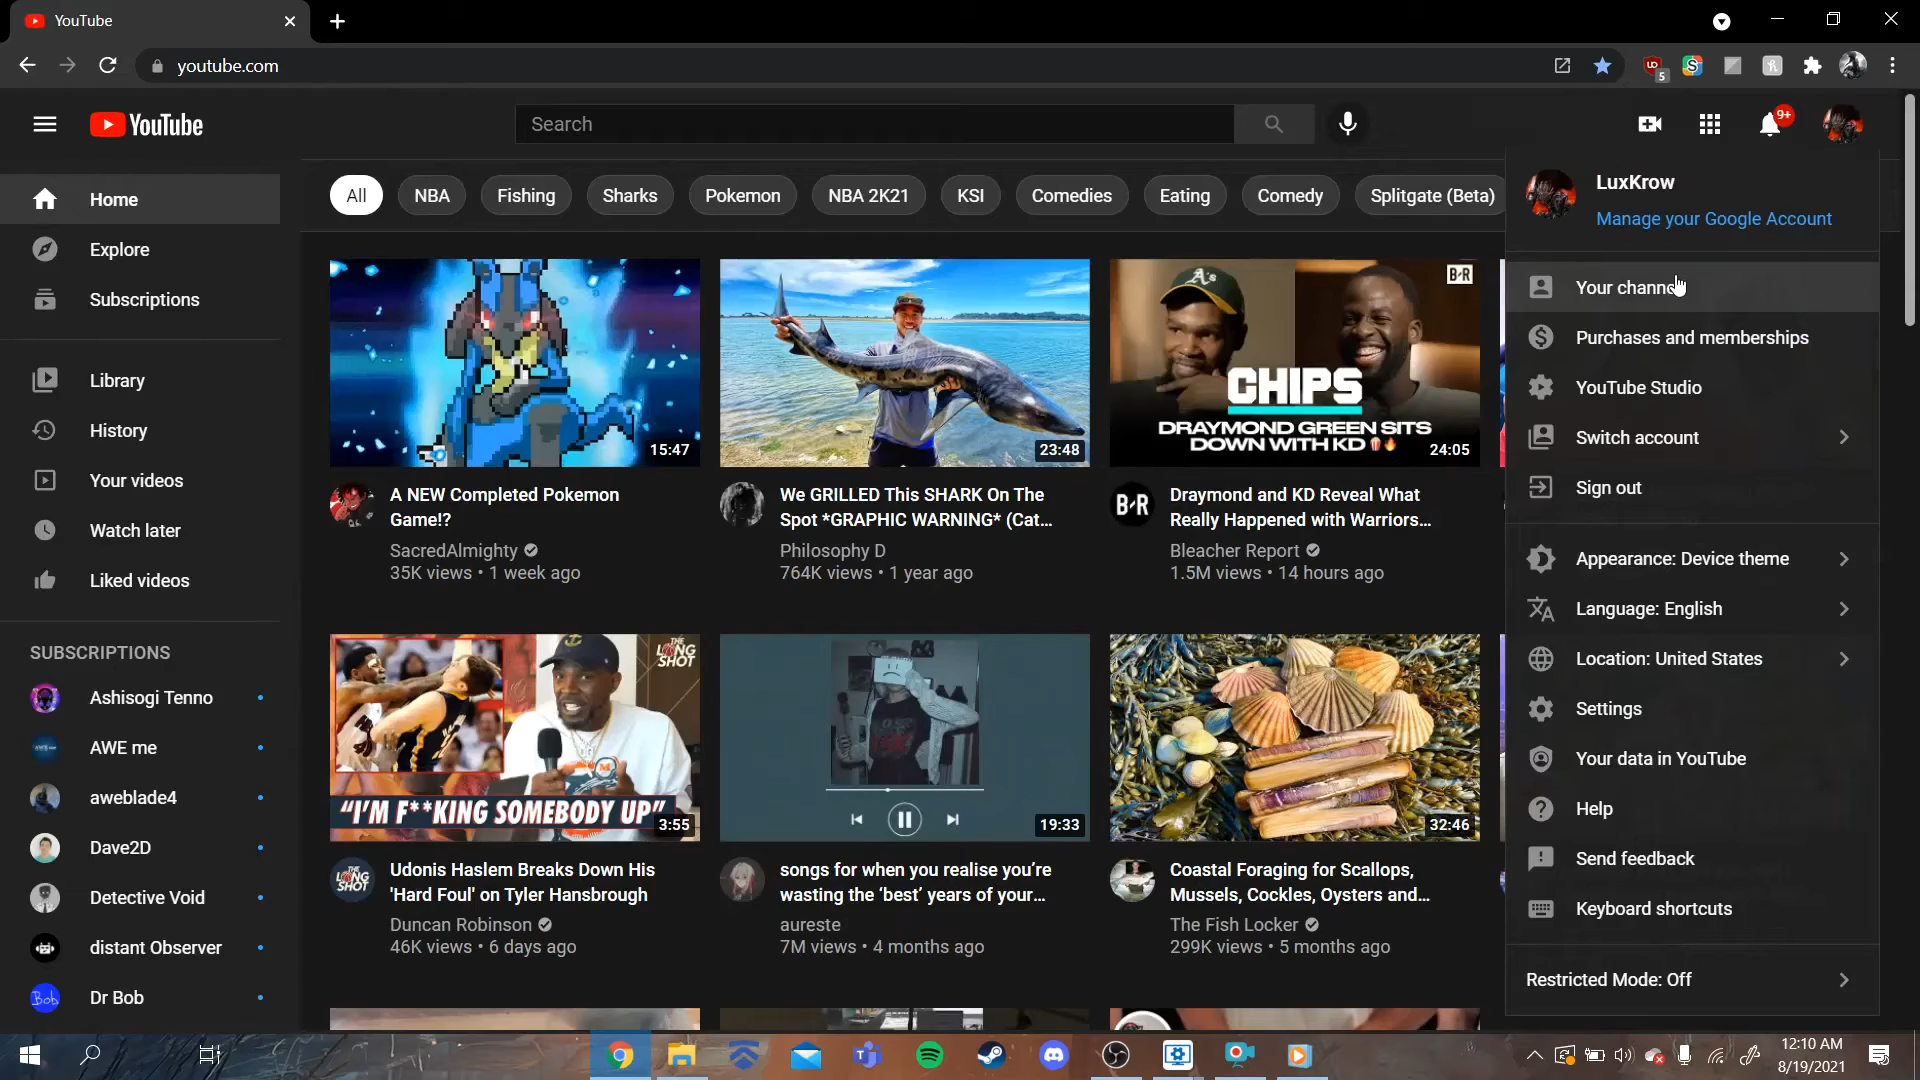 YouTube
youtube.com
5
YouTube
Search
9+
Home
Explore
Subscriptions
Library
History
Your videos
Watch later
Liked videos
SUBSCRIPTIONS
Ashisogi Tenno
AWE me
aweblade4
Dave2D
Detective Void
distant Observer
Bob
Dr Bob
All
NBA
Fishing
Sharks
Pokemon
NBA 2K21
KSI
Comedies
Eating
Comedy
Splitgate (Beta)
15:47
A NEW Completed Pokemon
Game!?
SacredAlmighty
35K views • 1 week ago
23:48
We GRILLED This SHARK On The
Spot *GRAPHIC WARNING* (Cat...
Philosophy D
764K views • 1 year ago
A's
B·R
CHIPS
DRAYMOND GREEN SITS
DOWN WITH KD
24:05
B·R
Draymond and KD Reveal What
Really Happened with Warriors...
Bleacher Report
1.5M views • 14 hours ago
THE
LONG
SHOT
"I'M F**KING SOMEBODY UP"
3:55
THE
LONG
SHOT
Udonis Haslem Breaks Down His
'Hard Foul' on Tyler Hansbrough
Duncan Robinson
46K views • 6 days ago
19:33
songs for when you realise you're
wasting the 'best' years of your...
aureste
7M views • 4 months ago
32:46
Coastal Foraging for Scallops,
Mussels, Cockles, Oysters and...
The Fish Locker
299K views • 5 months ago
LuxKrow
Manage your Google Account
Your channel
Purchases and memberships
YouTube Studio
Switch account
Sign out
Appearance: Device theme
Language: English
Location: United States
Settings
Your data in YouTube
Help
Send feedback
Keyboard shortcuts
Restricted Mode: Off
12:10 AM
8/19/2021